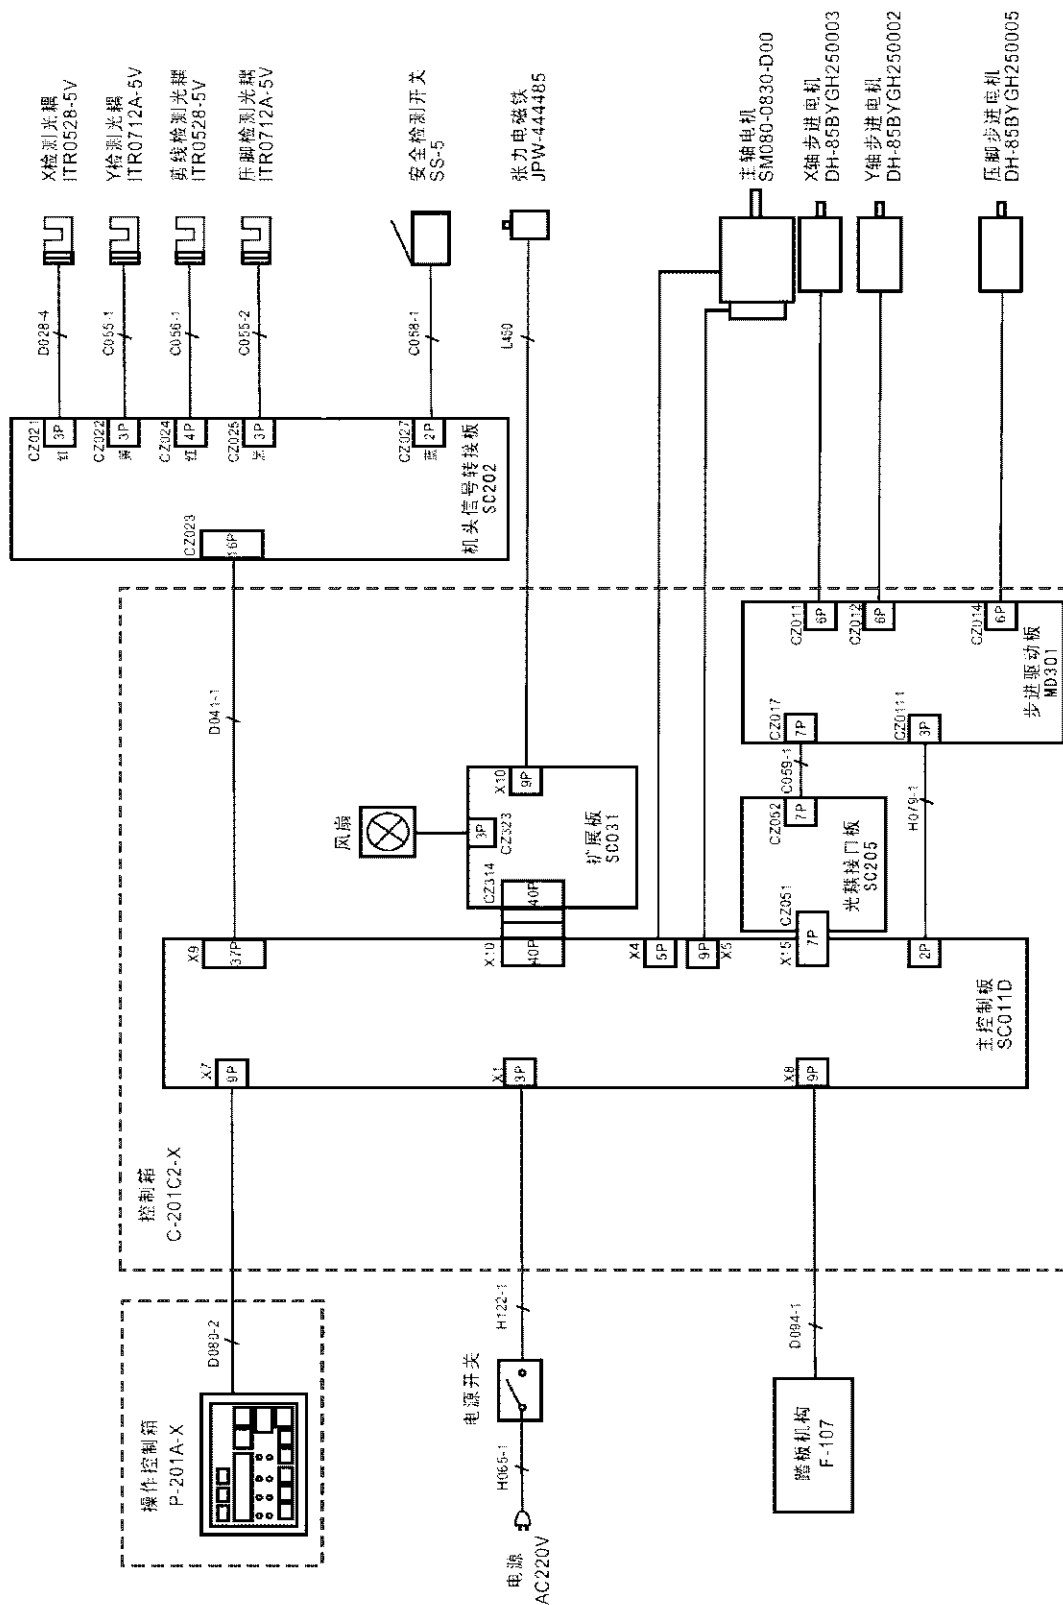 X检测光耦
ITR0528-5V
Y检测光耦
ITR0712A-5V
剪线检测光耦
ITR0528-5V
压脚检测光耦
ITR0712A-5V
安全检测开关
SS-5
张力电磁铁
JPW-444485
主轴电机
SM080-0830-D00
X轴步进电机
DH-85BYGH250003
Y轴步进电机
DH-85BYGH250002
压脚步进电机
DH-85BYGH250005
D028-4
C055-1
C056-1
C055-2
C058-1
L450
CZ021
3P
红
CZ022
3P
黄
CZ024
4P
红
CZ025
3P
CZ027
2P
蓝
CZ023
机头信号转接板
SC202
D041-1
风扇
3P
CZ323
X10
9P
CZ314
40P
扩展板
SC031
CZ011
6P
CZ012
6P
CZ014
6P
CZ017
7P
CZ0111
3P
步进驱动板
MD301
C059-1
H079-1
CZ052
7P
CZ051
7P
光耦接口板
SC205
X9
37P
X10
40P
X4
5P
9P
X15
2P
X7
9P
X1
3P
X8
9P
主控制板
SC011D
控制箱
C-201C2-X
D080-2
H122-1
D094-1
操作控制箱
P-201A-X
电源开关
H065-1
电源
AC220V
踏板机构
F-107